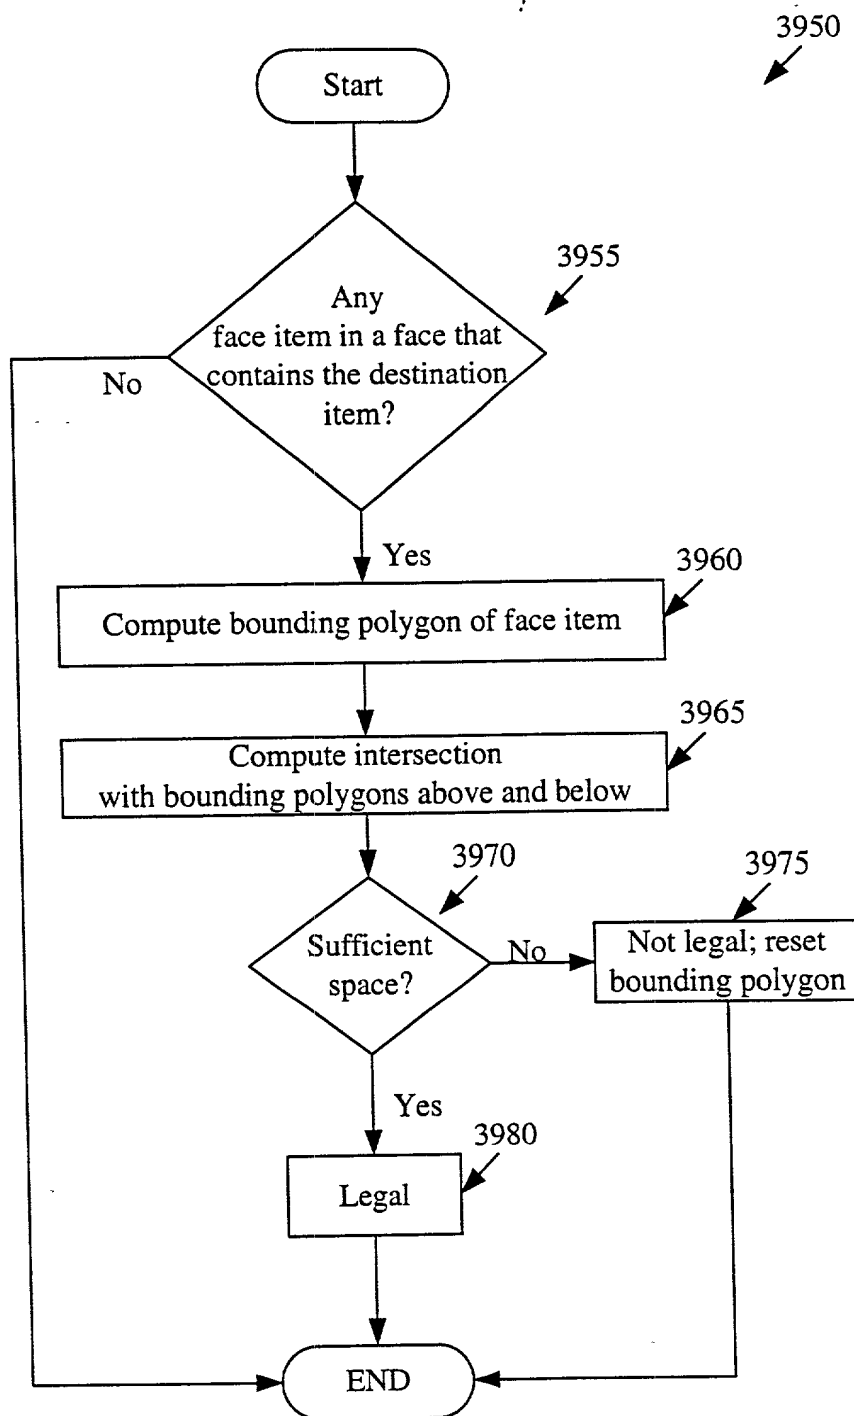 3950
Start
3955
Any
face item in a face that
contains the destination
item?
No
Yes
3960
Compute bounding polygon of face item
3965
Compute intersection
with bounding polygons above and below
3970
3975
Sufficient
space?
No
Not legal; reset
bounding polygon
Yes
3980
Legal
END